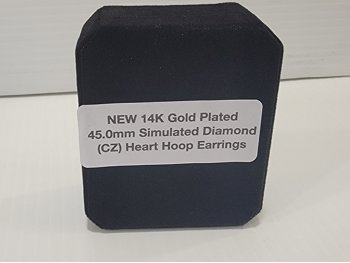 NEW 14K Gold Plated
45.0mm Simulated Diamond
(CZ) Heart Hoop Earrings